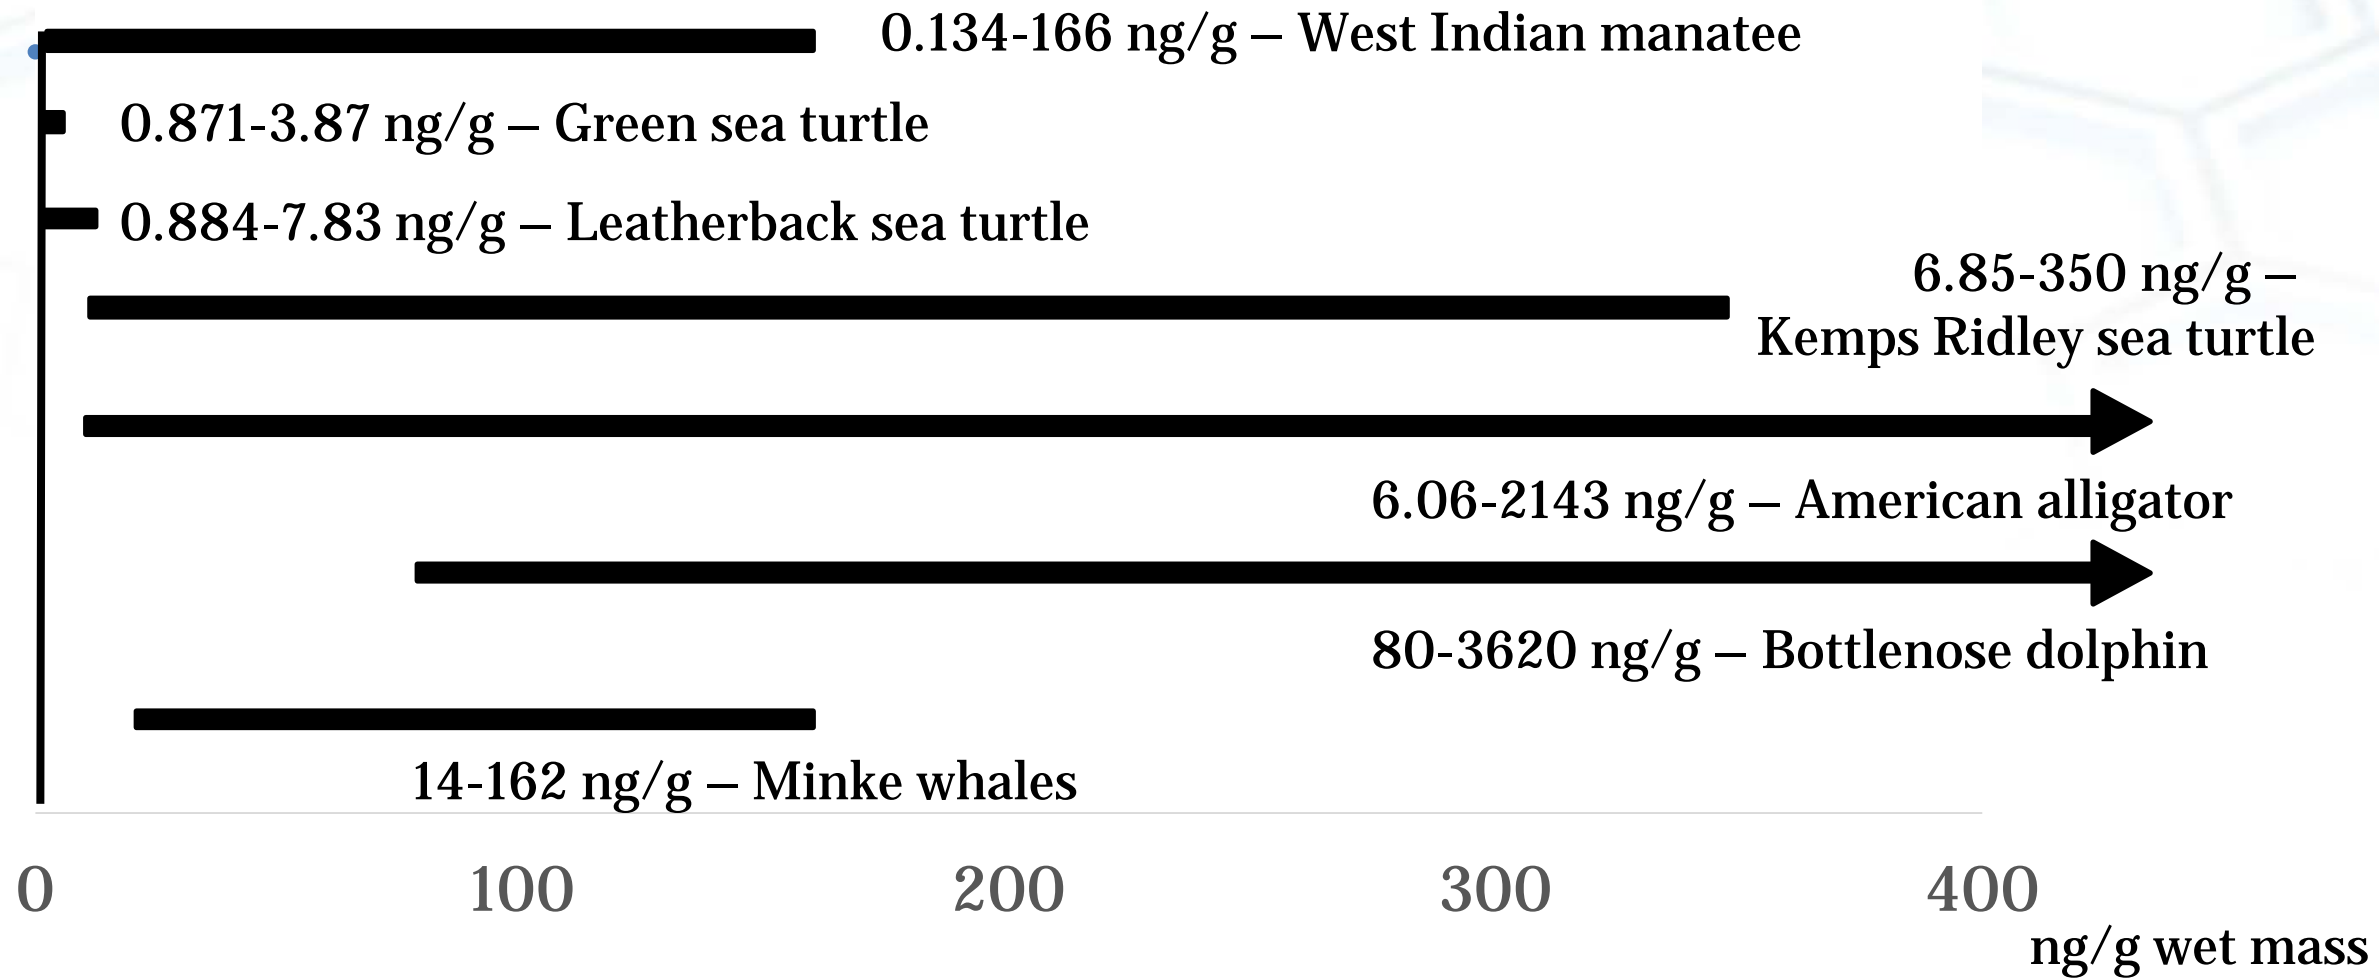 0.134-166 ng/g – West Indian manatee
0.871-3.87 ng/g – Green sea turtle
0.884-7.83 ng/g – Leatherback sea turtle
6.85-350 ng/g –
Kemps Ridley sea turtle
6.06-2143 ng/g – American alligator
80-3620 ng/g – Bottlenose dolphin
14-162 ng/g – Minke whales
0 100 200 300 400
ng/g wet mass